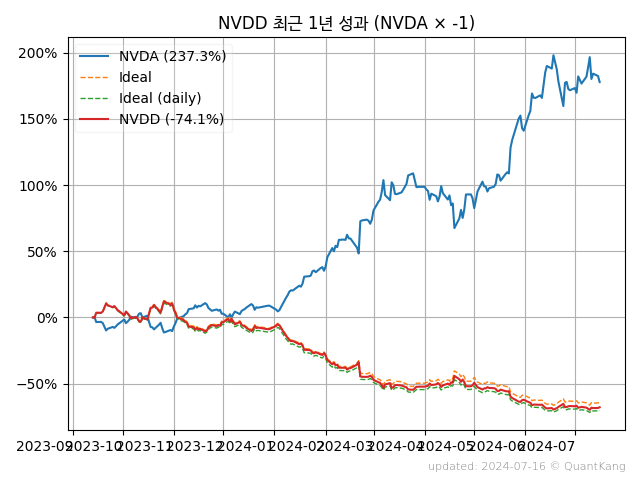 NVDD 최근 1년 성과 (NVDA × -1)
NVDA (237.3%)
Ideal
Ideal (daily)
NVDD (-74.1%)
200%
150%
100%
50%
0%
−50%
2023-09 2023-10 2023-11 2023-12 2024-01 2024-02 2024-03 2024-04 2024-05 2024-06 2024-07
updated: 2024-07-16 © QuantKang